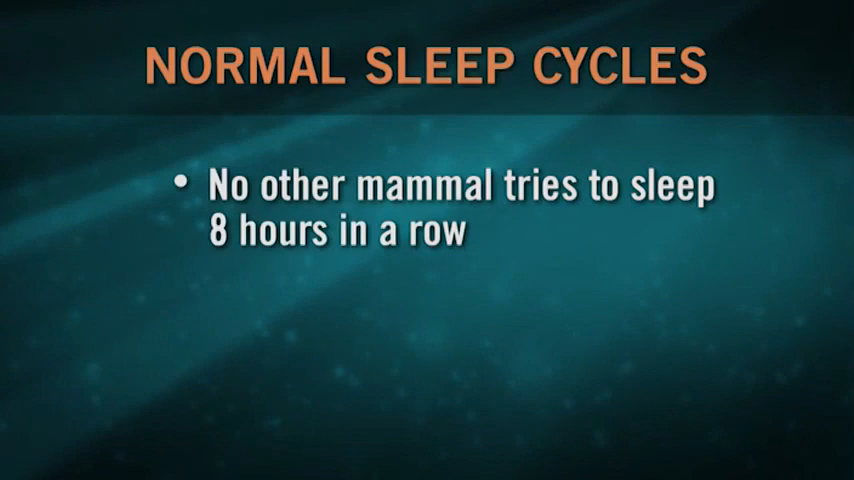 NORMAL SLEEP CYCLES
• No other mammal tries to sleep
8 hours in a row